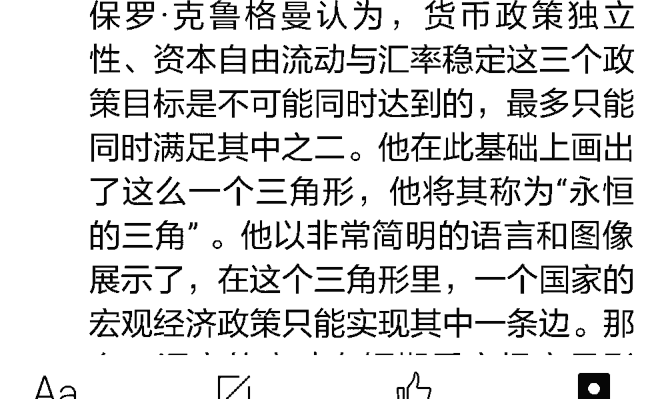 保罗·克鲁格曼认为，货币政策独立
性、资本自由流动与汇率稳定这三个政
策目标是不可能同时达到的，最多只能
同时满足其中之二。他在此基础上画出
了这么一个三角形，他将其称为“永恒
的三角”。他以非常简明的语言和图像
展示了，在这个三角形里，一个国家的
宏观经济政策只能实现其中一条边。那
Aa